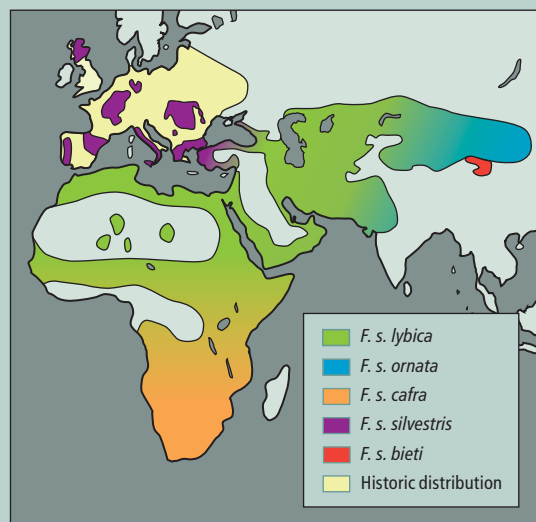 F. s. lybica
F. s. ornata
F. s. cafra
F. s. silvestris
F. s. bieti
Historic distribution